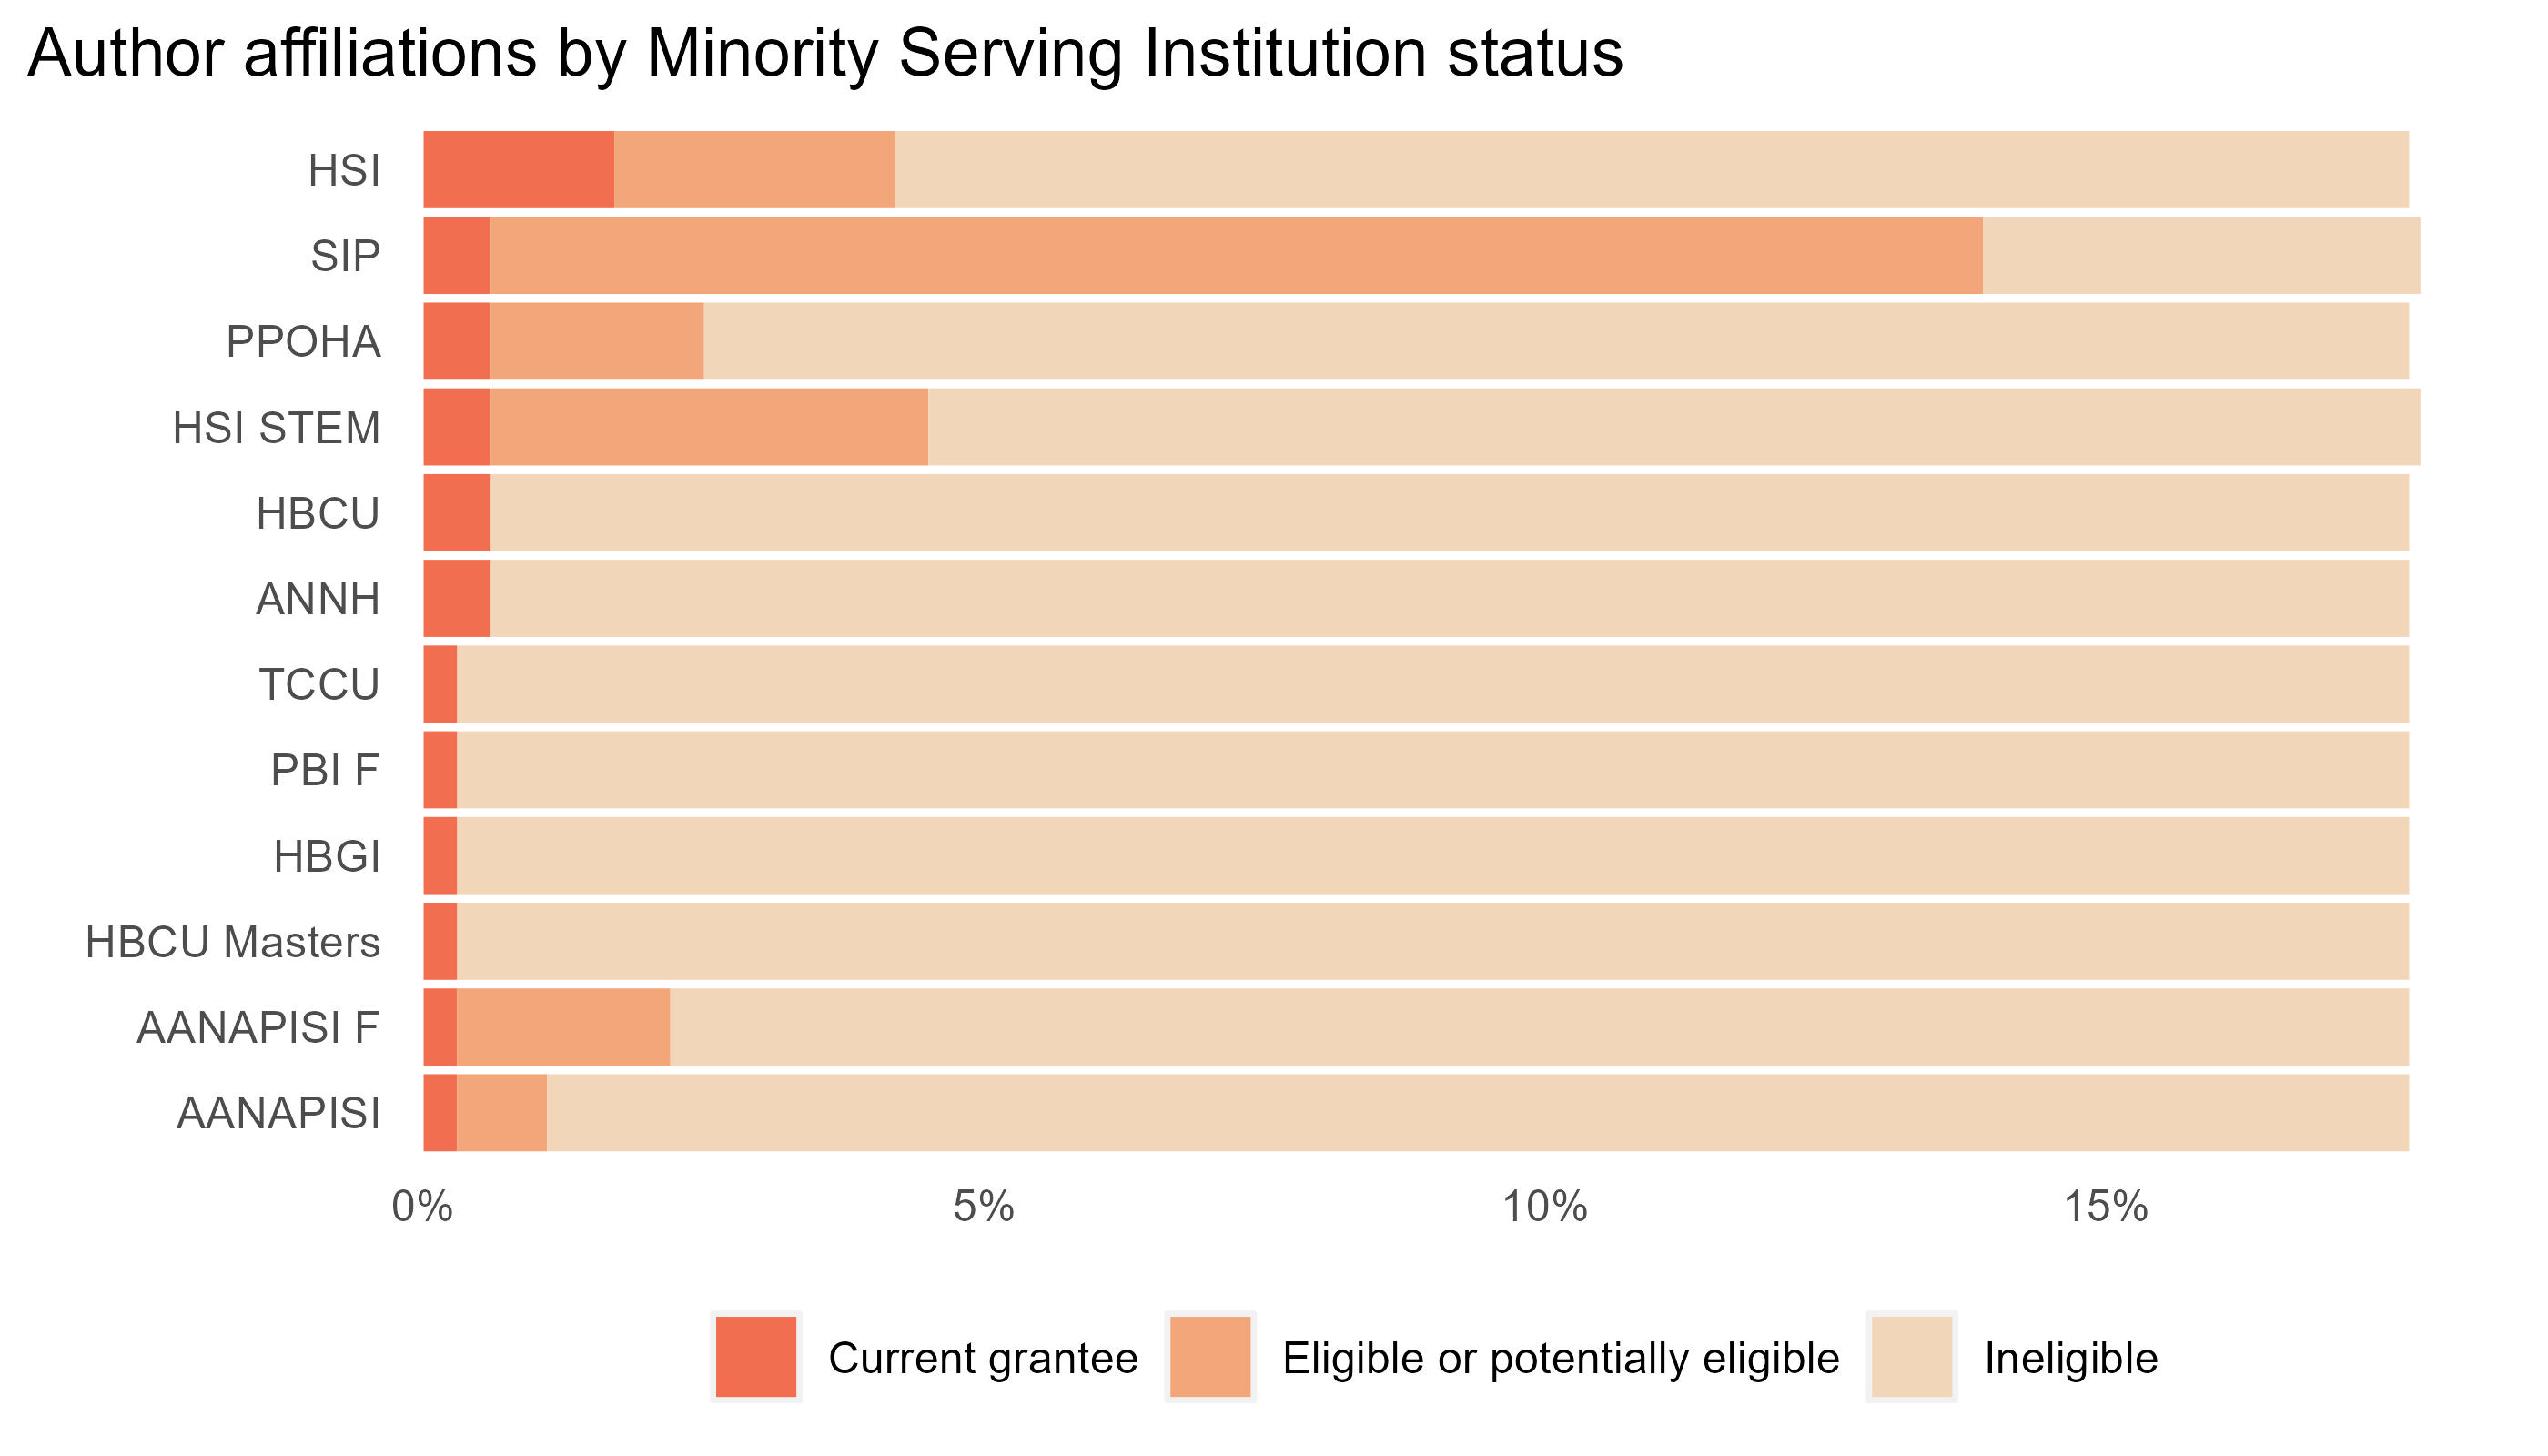 Author affiliations by Minority Serving Institution status
HSI
SIP
PPOHA
HSI STEM
HBCU
ANNH
TCCU
PBI F
HBGI
HBCU Masters
AANAPISI F
AANAPISI
0% 5% 10% 15%
Current grantee Eligible or potentially eligible Ineligible